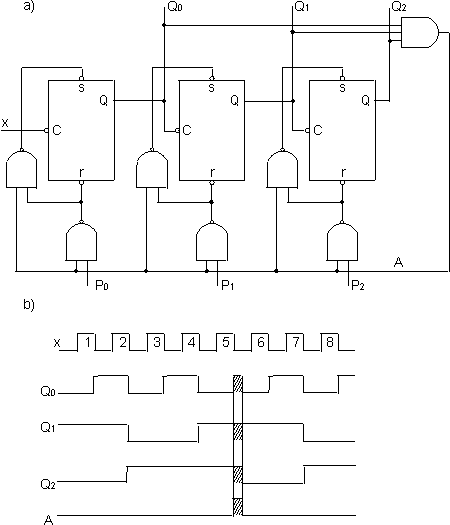 a)
Q0 Q1 Q2
s s s
Q Q Q
x C C C
r r r
A
P0 P1 P2
b)
x 1 2 3 4 5 6 7 8
Q0
Q1
Q2
A